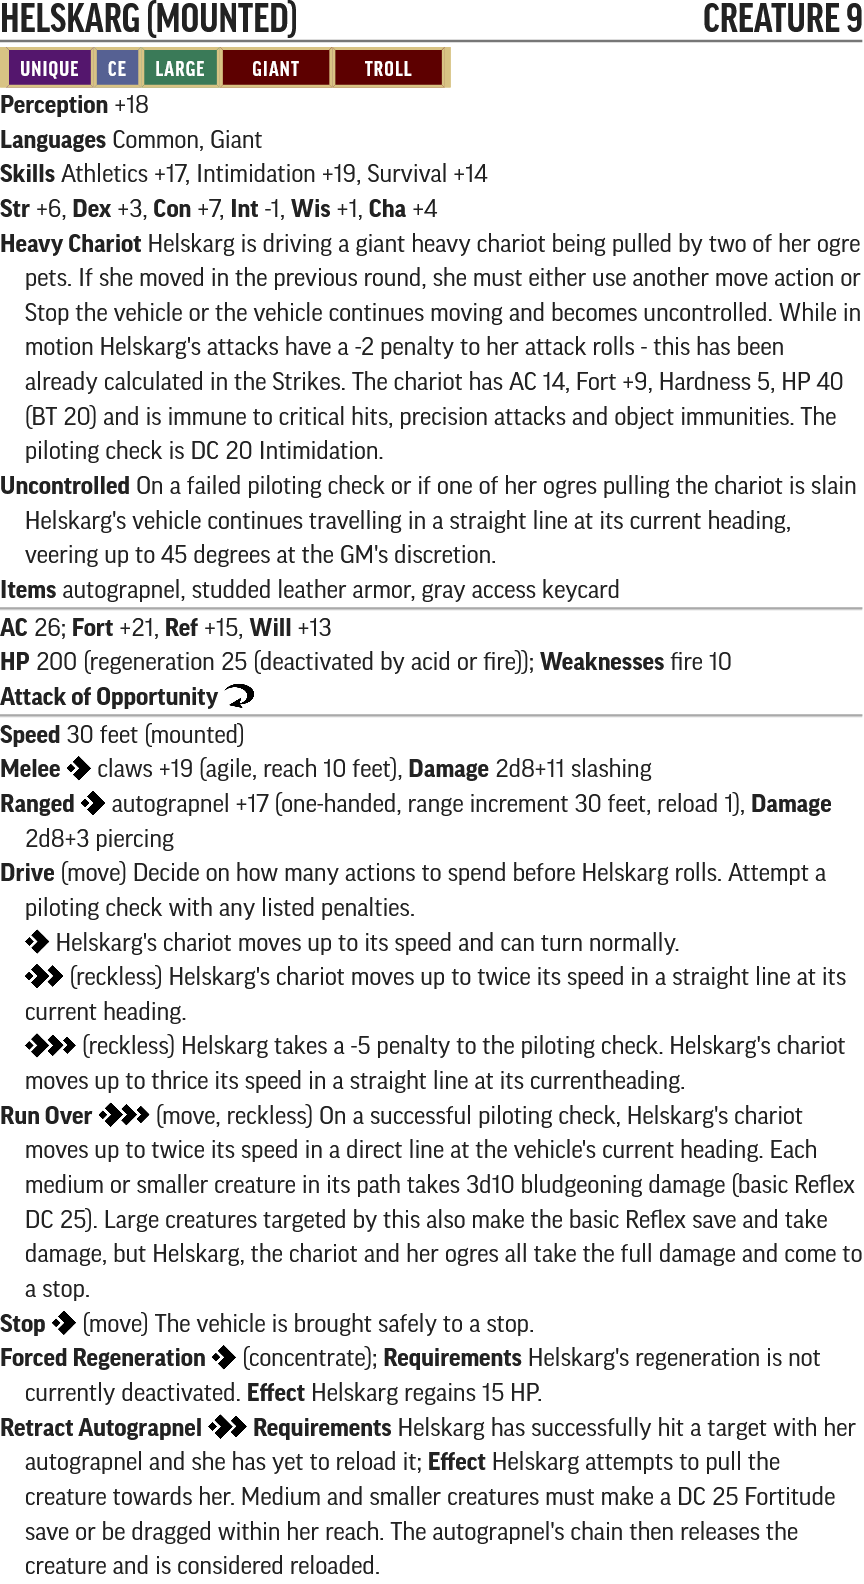 HELSKARG (MOUNTED) CREATURE 9
UNIQUE CE LARGE GIANT TROLL
Perception +18
Languages Common, Giant
Skills Athletics +17, Intimidation +19, Survival +14
Str +6, Dex +3, Con +7, Int -1, Wis +1, Cha +4
Heavy Chariot Helskarg is driving a giant heavy chariot being pulled by two of her ogre
pets. If she moved in the previous round, she must either use another move action or
Stop the vehicle or the vehicle continues moving and becomes uncontrolled. While in
motion Helskarg's attacks have a -2 penalty to her attack rolls - this has been
already calculated in the Strikes. The chariot has AC 14, Fort +9, Hardness 5, HP 40
(BT 20) and is immune to critical hits, precision attacks and object immunities. The
piloting check is DC 20 Intimidation.
Uncontrolled On a failed piloting check or if one of her ogres pulling the chariot is slain
Helskarg's vehicle continues travelling in a straight line at its current heading,
veering up to 45 degrees at the GM's discretion.
Items autograpnel, studded leather armor, gray access keycard
AC 26; Fort +21, Ref +15, Will +13
HP 200 (regeneration 25 (deactivated by acid or fire)); Weaknesses fire 10
Attack of Opportunity
Speed 30 feet (mounted)
Melee claws +19 (agile, reach 10 feet), Damage 2d8+11 slashing
Ranged autograpnel +17 (one-handed, range increment 30 feet, reload 1), Damage
2d8+3 piercing
Drive (move) Decide on how many actions to spend before Helskarg rolls. Attempt a
piloting check with any listed penalties.
Helskarg's chariot moves up to its speed and can turn normally.
(reckless) Helskarg's chariot moves up to twice its speed in a straight line at its
current heading.
(reckless) Helskarg takes a -5 penalty to the piloting check. Helskarg's chariot
moves up to thrice its speed in a straight line at its currentheading.
Run Over (move, reckless) On a successful piloting check, Helskarg's chariot
moves up to twice its speed in a direct line at the vehicle's current heading. Each
medium or smaller creature in its path takes 3d10 bludgeoning damage (basic Reflex
DC 25). Large creatures targeted by this also make the basic Reflex save and take
damage, but Helskarg, the chariot and her ogres all take the full damage and come to
a stop.
Stop (move) The vehicle is brought safely to a stop.
Forced Regeneration (concentrate); Requirements Helskarg's regeneration is not
currently deactivated. Effect Helskarg regains 15 HP.
Retract Autograpnel Requirements Helskarg has successfully hit a target with her
autograpnel and she has yet to reload it; Effect Helskarg attempts to pull the
creature towards her. Medium and smaller creatures must make a DC 25 Fortitude
save or be dragged within her reach. The autograpnel's chain then releases the
creature and is considered reloaded.